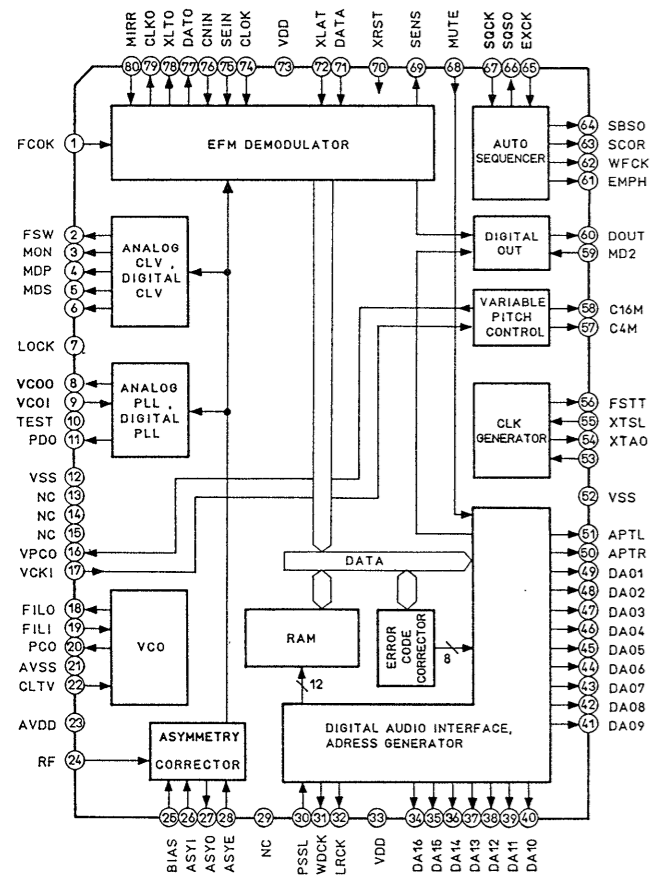 MIRR CLKO XLTO DATO CNIN SEIN CLOK VDD XLAT DATA XRST SENS MUTE SQCK SQSO EXCK
80 79 78 77 76 75 74 73 72 71 70 69 68 67 66 65
FCOK 1
EFM DEMODULATOR
AUTO
SEQUENCER
64 SBSO
63 SCOR
62 WFCK
61 EMPH
FSW 2
MON 3
MDP 4
MDS 5
6
ANALOG
CLV ,
DIGITAL
CLV
DIGITAL
OUT
60 DOUT
59 MD2
VARIABLE
PITCH
CONTROL
58 C16M
57 C4M
LOCK 7
VCOO 8
VCOI 9
TEST 10
PDO 11
ANALOG
PLL ,
DIGITAL
PLL
CLK
GENERATOR
56 FSTT
55 XTSL
54 XTAO
53
VSS 12
NC 13
NC 14
NC 15
VPCO 16
VCKI 17
52 VSS
51 APTL
50 APTR
49 DA01
48 DA02
47 DA03
46 DA04
45 DA05
44 DA06
43 DA07
42 DA08
41 DA09
DATA
FILO 18
FILI 19
PCO 20
AVSS 21
CLTV 22
VCO
RAM
ERROR
CODE
CORRECTOR
8
12
AVDD 23
RF 24
ASYMMETRY
CORRECTOR
DIGITAL AUDIO INTERFACE,
ADRESS GENERATOR
25 26 27 28 29 30 31 32 33 34 35 36 37 38 39 40
BIAS ASYI ASYO ASYE NC PSSL WDCK LRCK VDD DA16 DA15 DA14 DA13 DA12 DA11 DA10